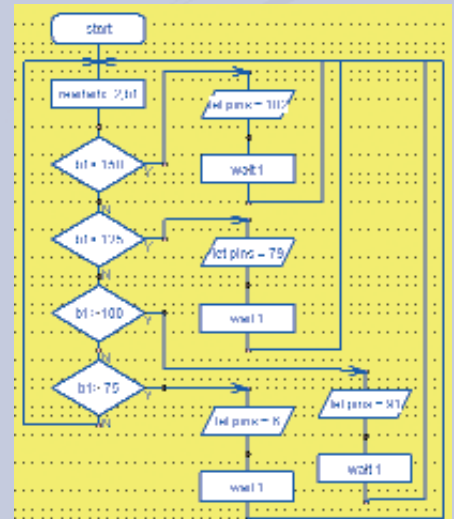 start
2,b1
let pins = 102
b1> 150
Y
wait 1
N
b1> 125
Y
let pins = 79
N
b1>100
Y
wait 1
N
b1> 75
Y
let pins = 91
N
let pins = 6
wait 1
wait 1